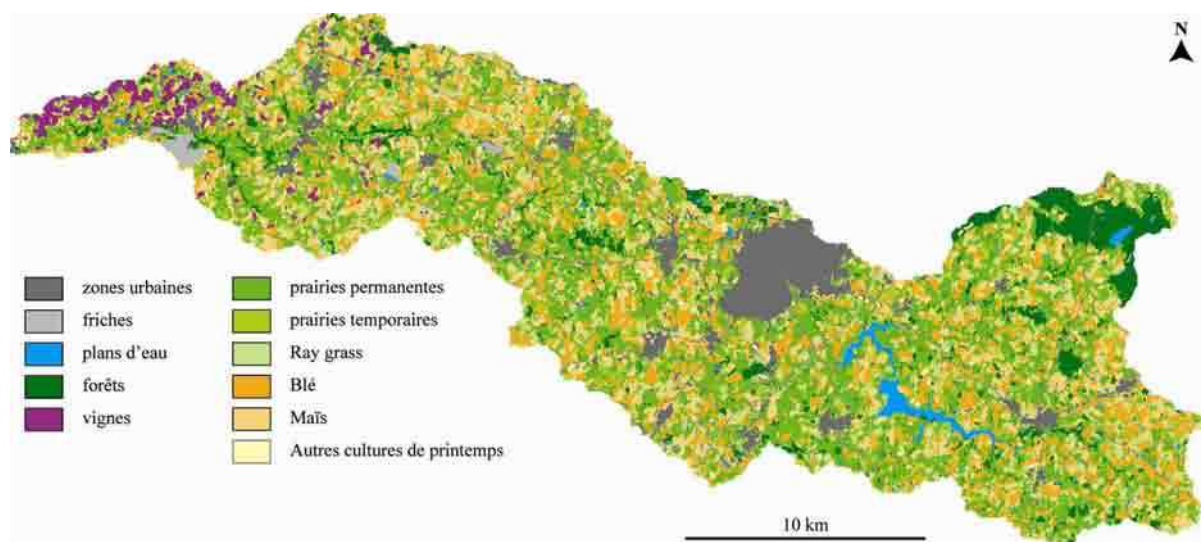 N
zones urbaines
friches
plans d'eau
forêts
vignes
prairies permanentes
prairies temporaires
Ray grass
Blé
Maïs
Autres cultures de printemps
10 km